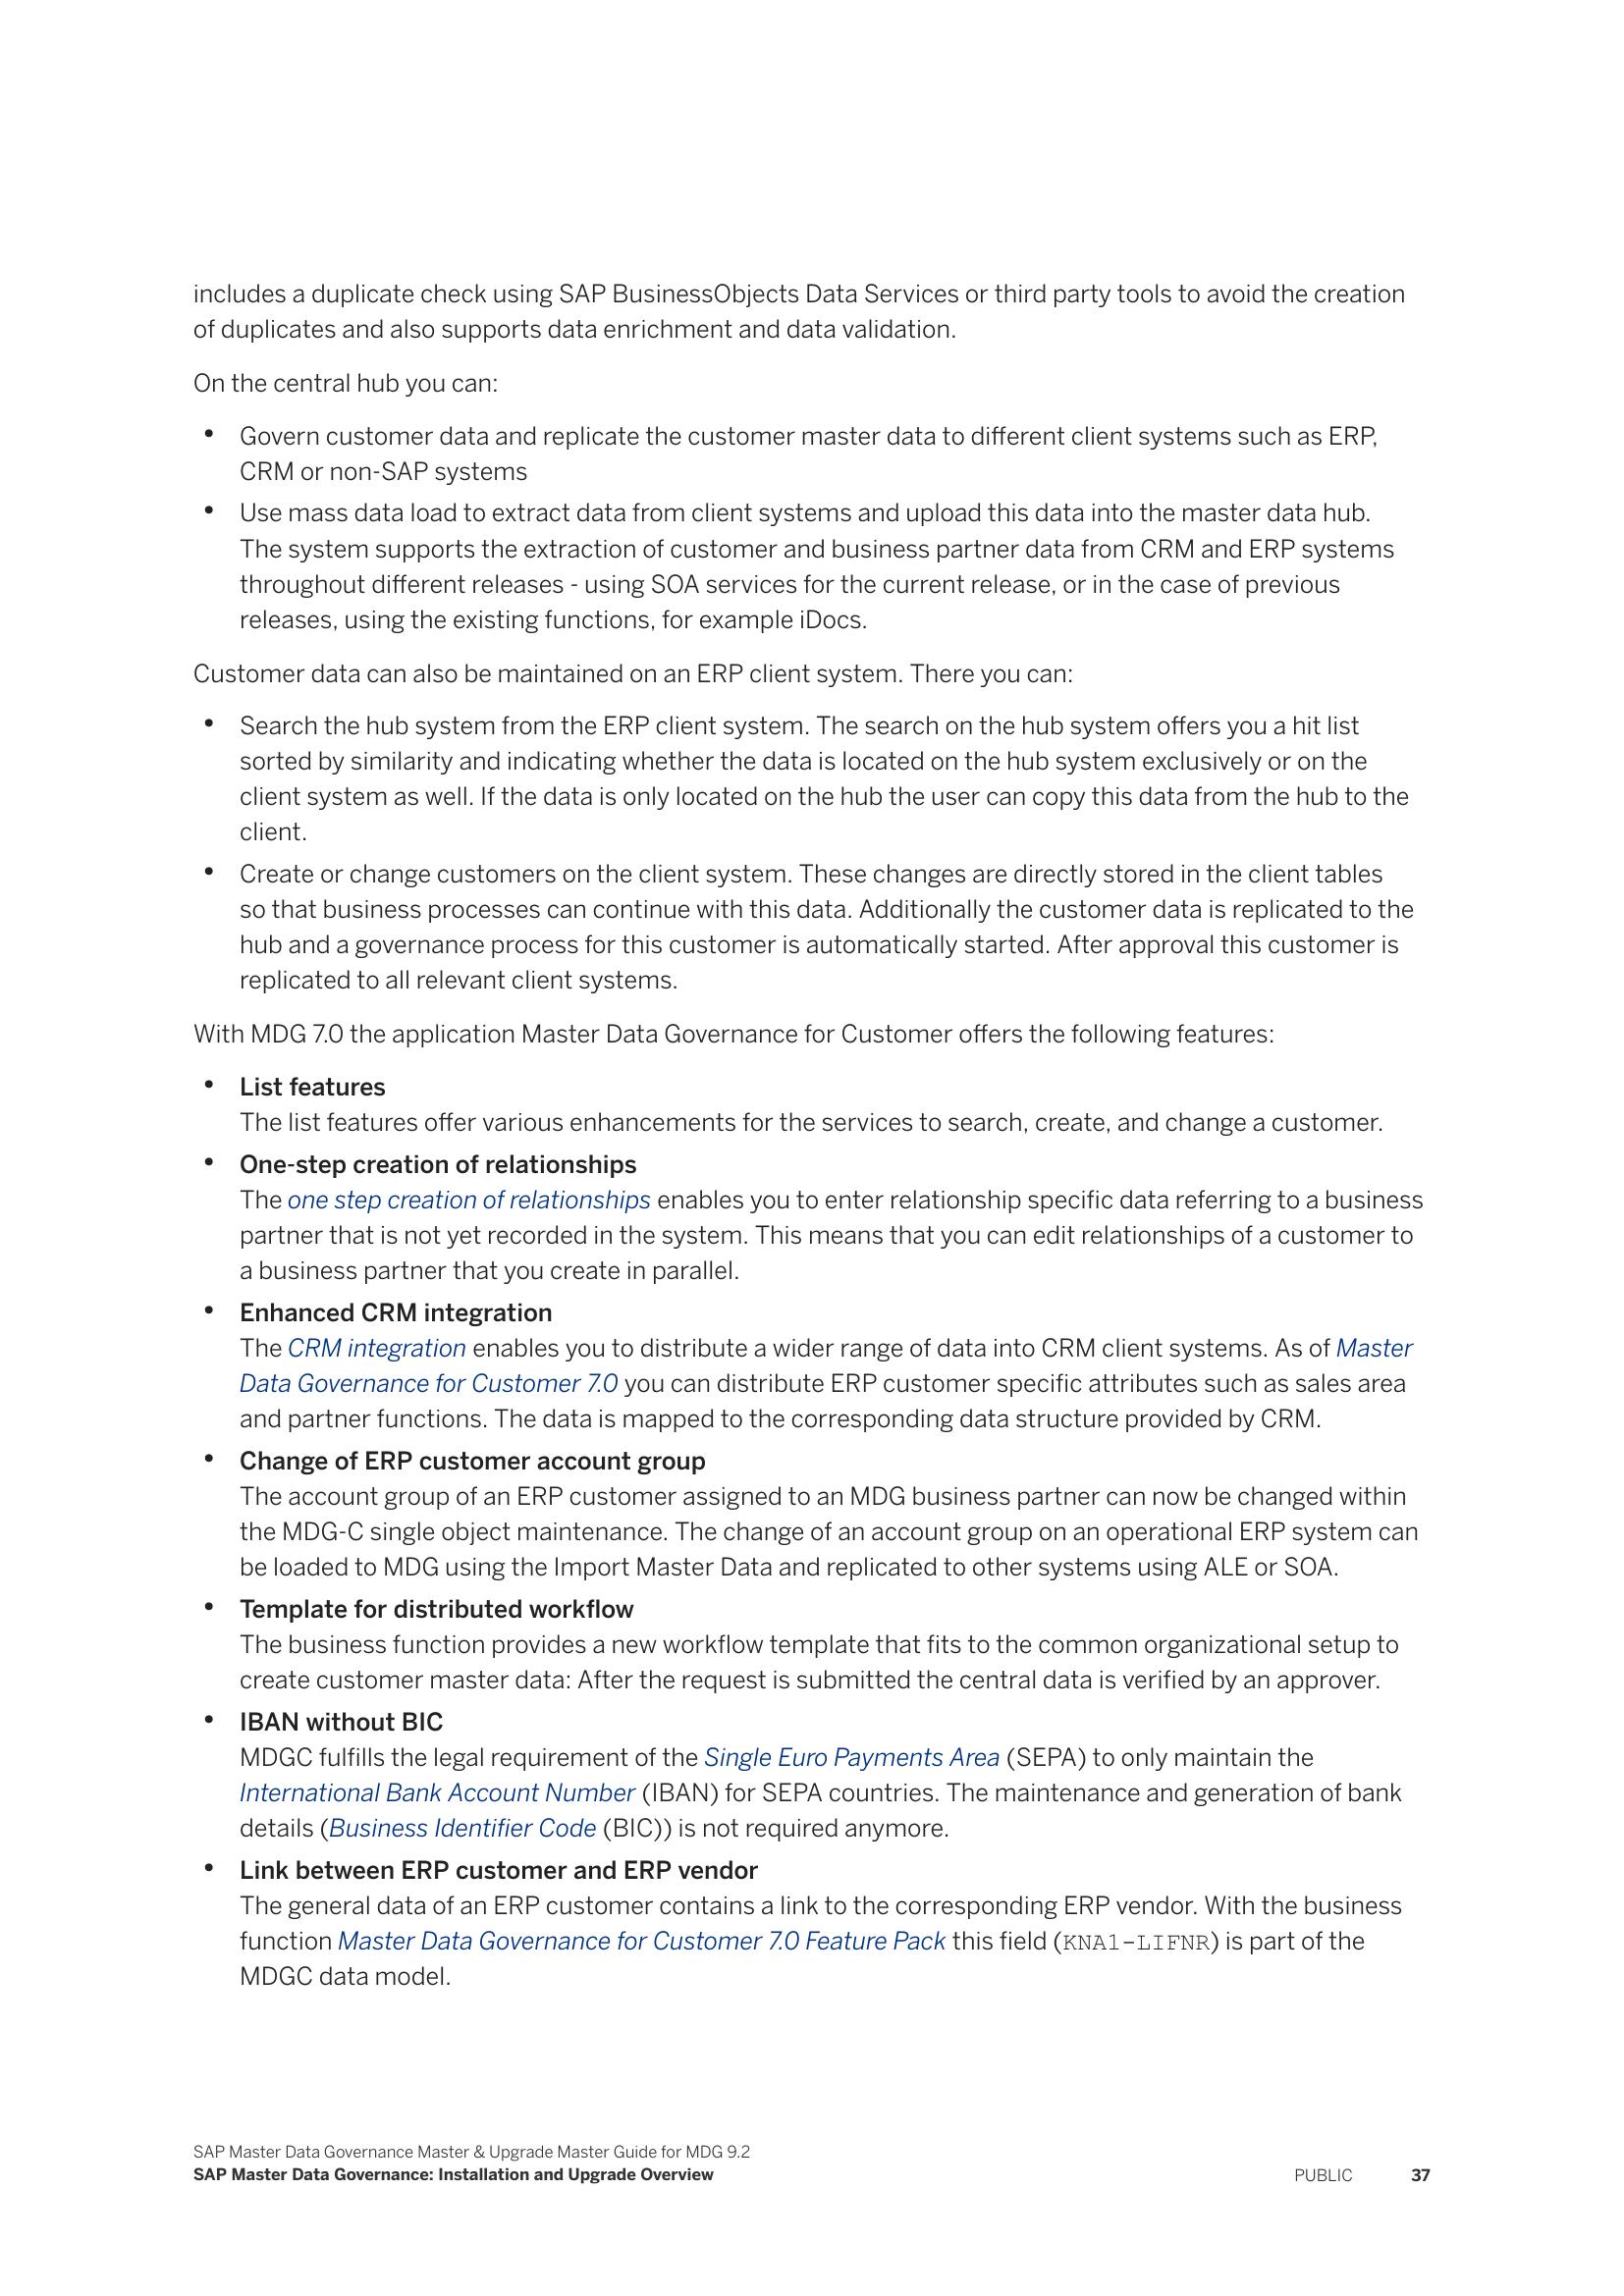 includes a duplicate check using SAP BusinessObjects Data Services or third party tools to avoid the creation
of duplicates and also supports data enrichment and data validation.
On the central hub you can:
• Govern customer data and replicate the customer master data to different client systems such as ERP,
CRM or non-SAP systems
• Use mass data load to extract data from client systems and upload this data into the master data hub.
The system supports the extraction of customer and business partner data from CRM and ERP systems
throughout different releases - using SOA services for the current release, or in the case of previous
releases, using the existing functions, for example iDocs.
Customer data can also be maintained on an ERP client system. There you can:
• Search the hub system from the ERP client system. The search on the hub system offers you a hit list
sorted by similarity and indicating whether the data is located on the hub system exclusively or on the
client system as well. If the data is only located on the hub the user can copy this data from the hub to the
client.
• Create or change customers on the client system. These changes are directly stored in the client tables
so that business processes can continue with this data. Additionally the customer data is replicated to the
hub and a governance process for this customer is automatically started. After approval this customer is
replicated to all relevant client systems.
With MDG 7.0 the application Master Data Governance for Customer offers the following features:
• List features
The list features offer various enhancements for the services to search, create, and change a customer.
• One-step creation of relationships
The one step creation of relationships enables you to enter relationship specific data referring to a business
partner that is not yet recorded in the system. This means that you can edit relationships of a customer to
a business partner that you create in parallel.
• Enhanced CRM integration
The CRM integration enables you to distribute a wider range of data into CRM client systems. As of Master
Data Governance for Customer 7.0 you can distribute ERP customer specific attributes such as sales area
and partner functions. The data is mapped to the corresponding data structure provided by CRM.
• Change of ERP customer account group
The account group of an ERP customer assigned to an MDG business partner can now be changed within
the MDG-C single object maintenance. The change of an account group on an operational ERP system can
be loaded to MDG using the Import Master Data and replicated to other systems using ALE or SOA.
• Template for distributed workflow
The business function provides a new workflow template that fits to the common organizational setup to
create customer master data: After the request is submitted the central data is verified by an approver.
• IBAN without BIC
MDGC fulfills the legal requirement of the Single Euro Payments Area (SEPA) to only maintain the
International Bank Account Number (IBAN) for SEPA countries. The maintenance and generation of bank
details (Business Identifier Code (BIC)) is not required anymore.
• Link between ERP customer and ERP vendor
The general data of an ERP customer contains a link to the corresponding ERP vendor. With the business
function Master Data Governance for Customer 7.0 Feature Pack this field (KNA1-LIFNR) is part of the
MDGC data model.
SAP Master Data Governance Master & Upgrade Master Guide for MDG 9.2
SAP Master Data Governance: Installation and Upgrade Overview PUBLIC 37